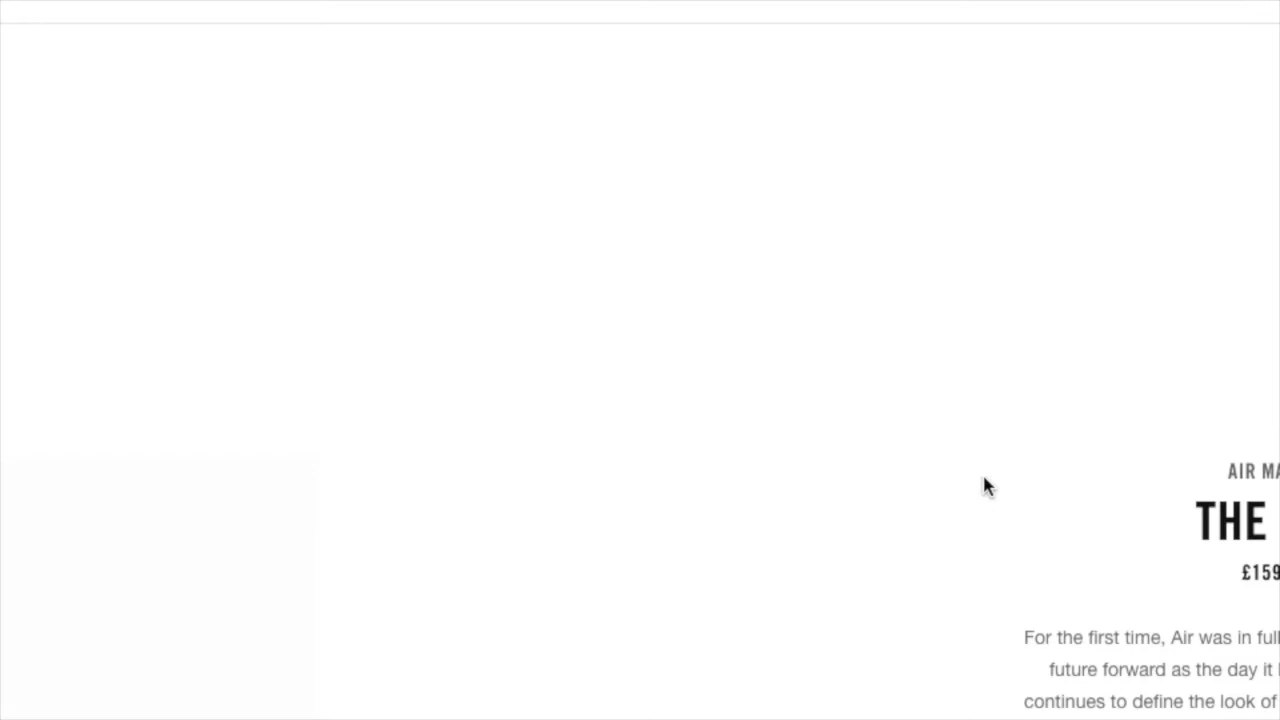 AIR MA
THE
£159
For the first time, Air was in full
future forward as the day it
continues to define the look of